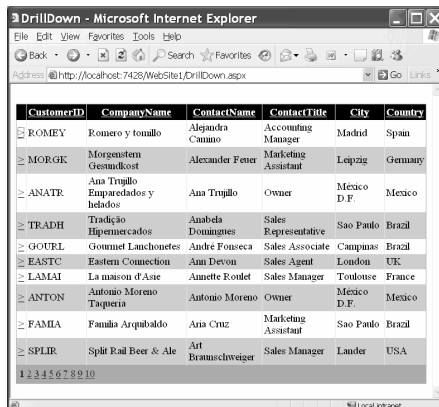 DrillDown - Microsoft Internet Explorer
File Edit View Favorites Tools Help
Back Search Favorites
Address http://localhost:7428/WebSite1/DrillDown.aspx Go Links
CustomerID CompanyName ContactName ContactTitle City Country
> ROMEY Romero y tomillo Alejandra Camino Accounting Manager Madrid Spain
> MORGK Morgenstern Gesundkost Alexander Feuer Marketing Assistant Leipzig Germany
> ANATR Ana Trujillo Emparedados y helados Ana Trujillo Owner México D.F. Mexico
> TRADH Tradição Hipermercados Anabela Domingues Sales Representative Sao Paulo Brazil
> GOURL Gourmet Lanchonetes André Fonseca Sales Associate Campinas Brazil
> EASTC Eastern Connection Ann Devon Sales Agent London UK
> LAMAI La maison d'Asie Annette Roulet Sales Manager Toulouse France
> ANTON Antonio Moreno Taquería Antonio Moreno Owner México D.F. Mexico
> FAMIA Familia Arquibaldo Aria Cruz Marketing Assistant Sao Paulo Brazil
> SPLIR Split Rail Beer & Ale Art Braunschweiger Sales Manager Lander USA
1 2 3 4 5 6 7 8 9 10
Local intranet